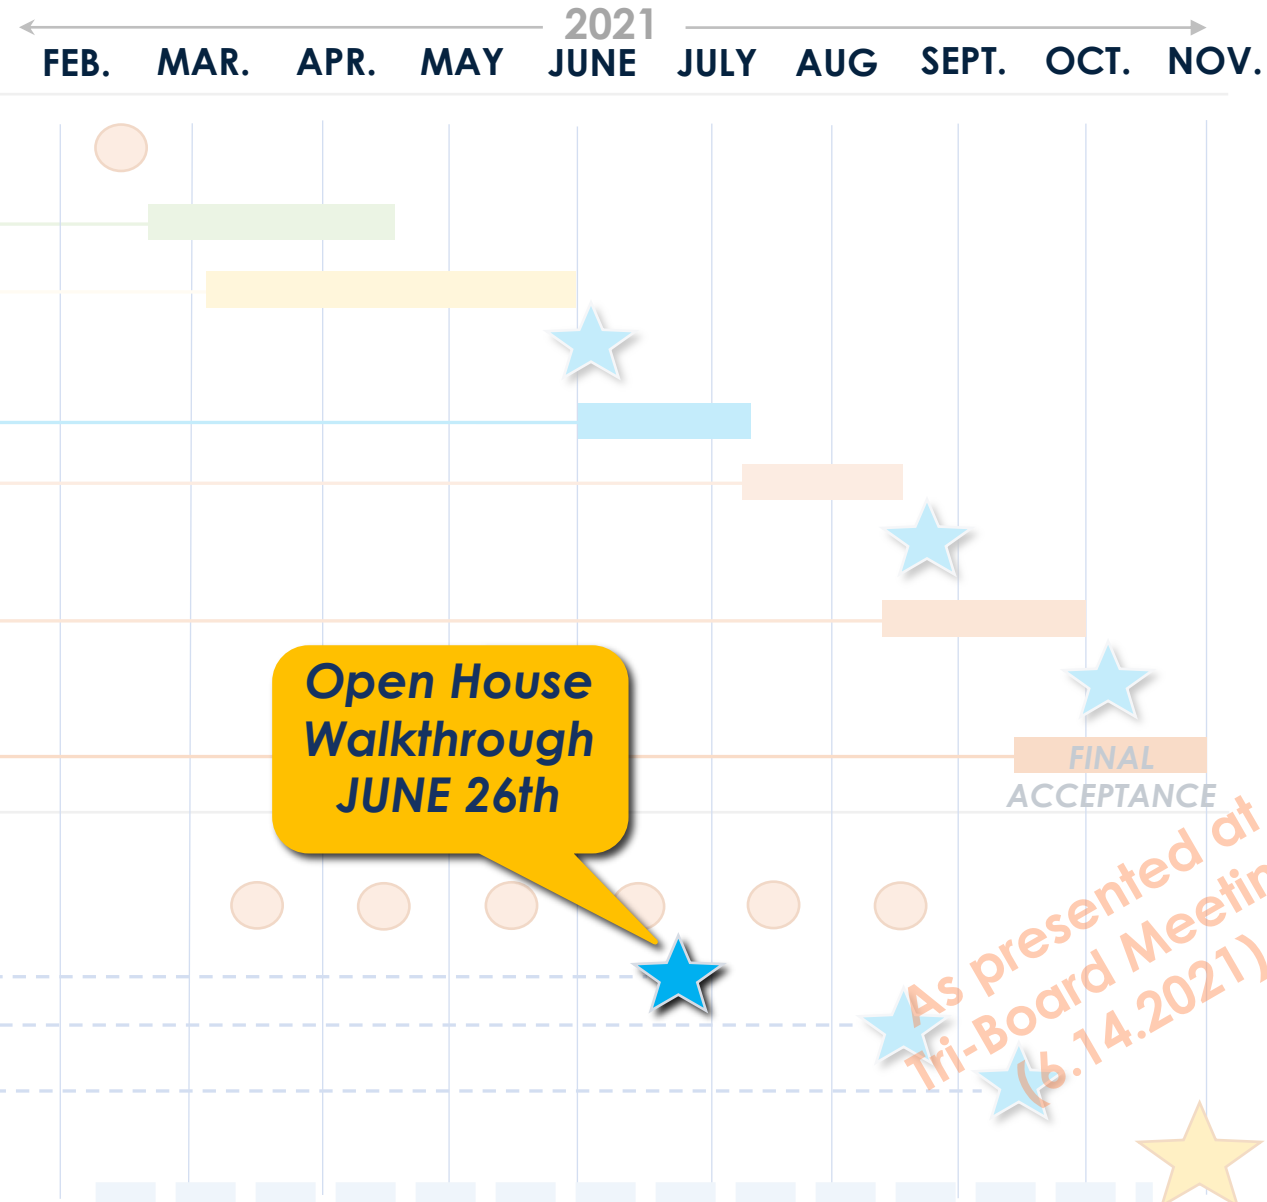 2021
FEB. MAR. APR. MAY JUNE JULY AUG SEPT. OCT. NOV.
Open House
Walkthrough
JUNE 26th
FINAL
ACCEPTANCE
As presented at
Tri-Board
(6.14.2021)